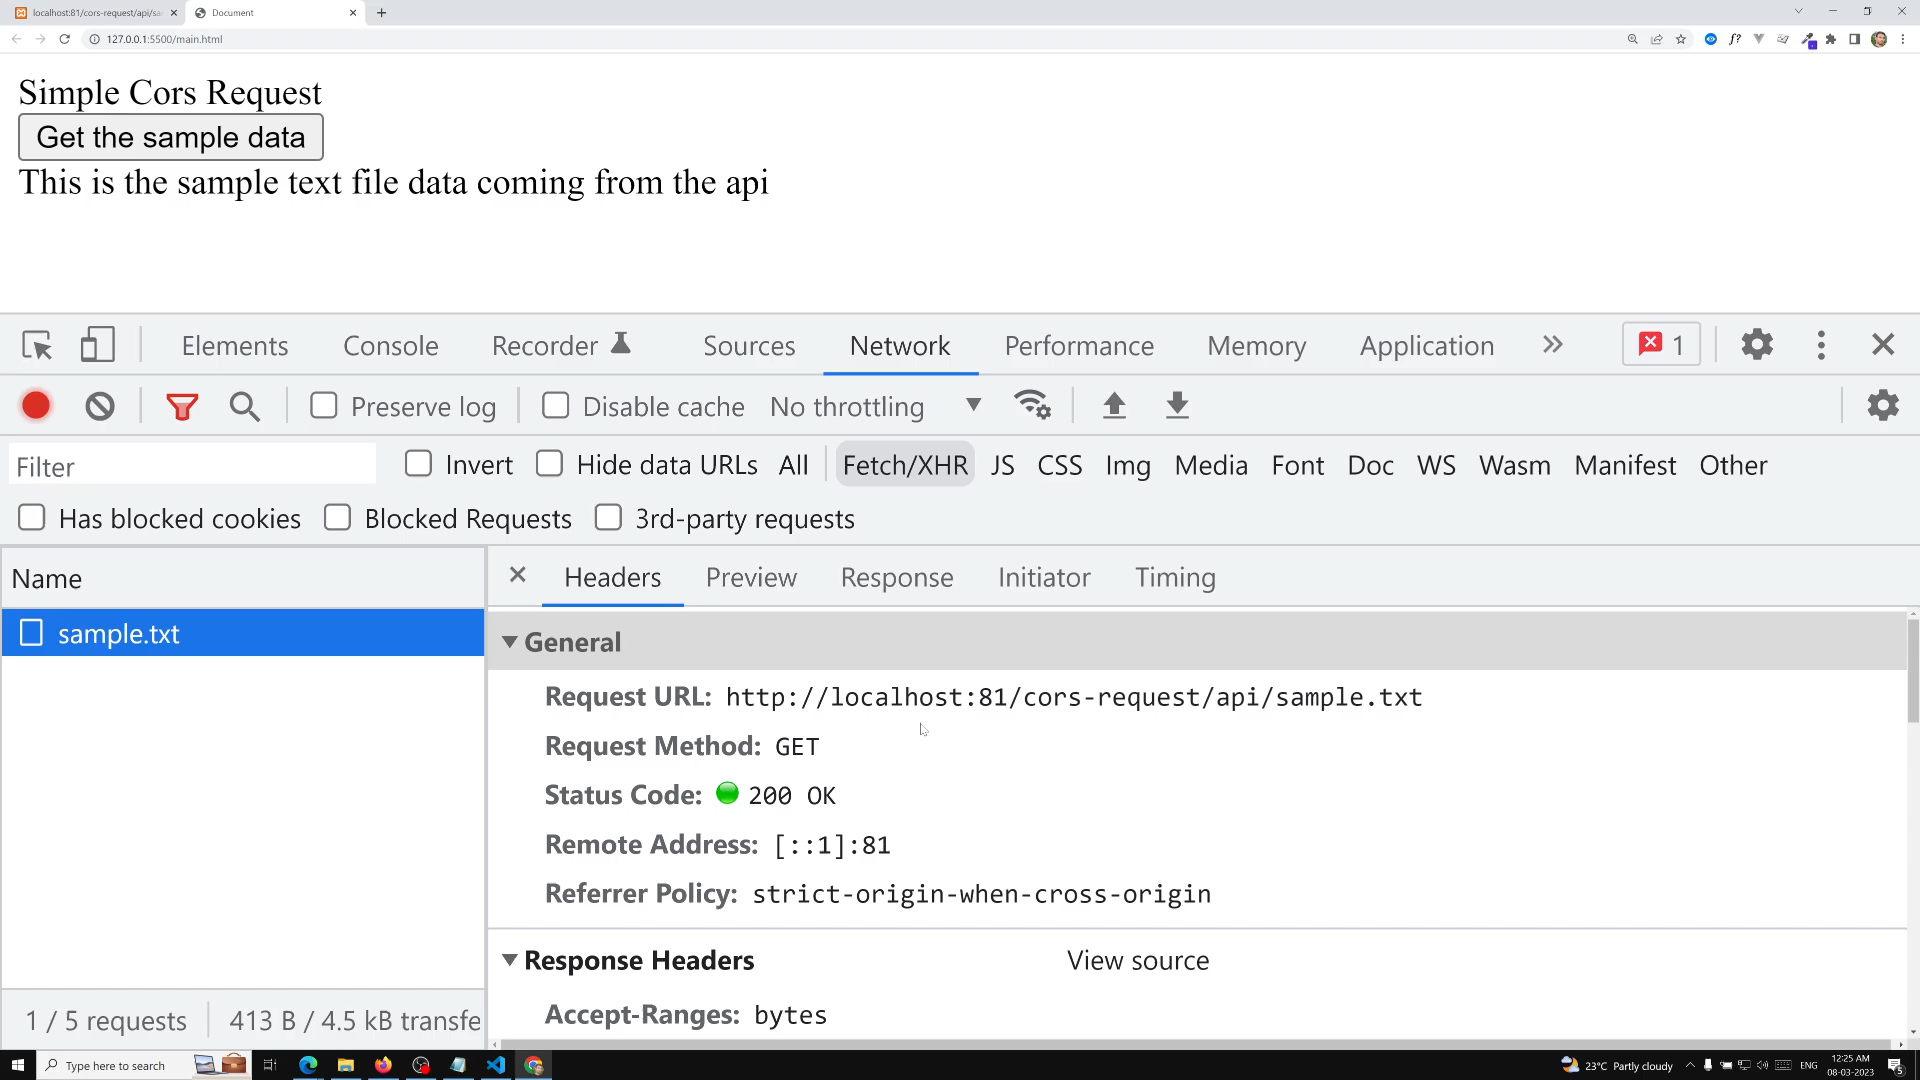 localhost:81/cors-request/api/sa
Document
127.0.0.1:5500/main.html
f?
Simple Cors Request
Get the sample data
This is the sample text file data coming from the api
Elements
Console
Recorder
Sources
Network
Performance
Memory
Application
1
Preserve log
Disable cache
No throttling
Filter
Invert
Hide data URLs
All
Fetch/XHR
JS
CSS
Img
Media
Font
Doc
WS
Wasm
Manifest
Other
Has blocked cookies
Blocked Requests
3rd-party requests
Name
Headers
Preview
Response
Initiator
Timing
sample.txt
General
Request URL: http://localhost:81/cors-request/api/sample.txt
Request Method: GET
Status Code: 200 OK
Remote Address: [::1]:81
Referrer Policy: strict-origin-when-cross-origin
Response Headers
View source
Accept-Ranges: bytes
1 / 5 requests
413 B / 4.5 kB transfe
Type here to search
23°C Partly cloudy
ENG
12:25 AM
08-03-2023
5